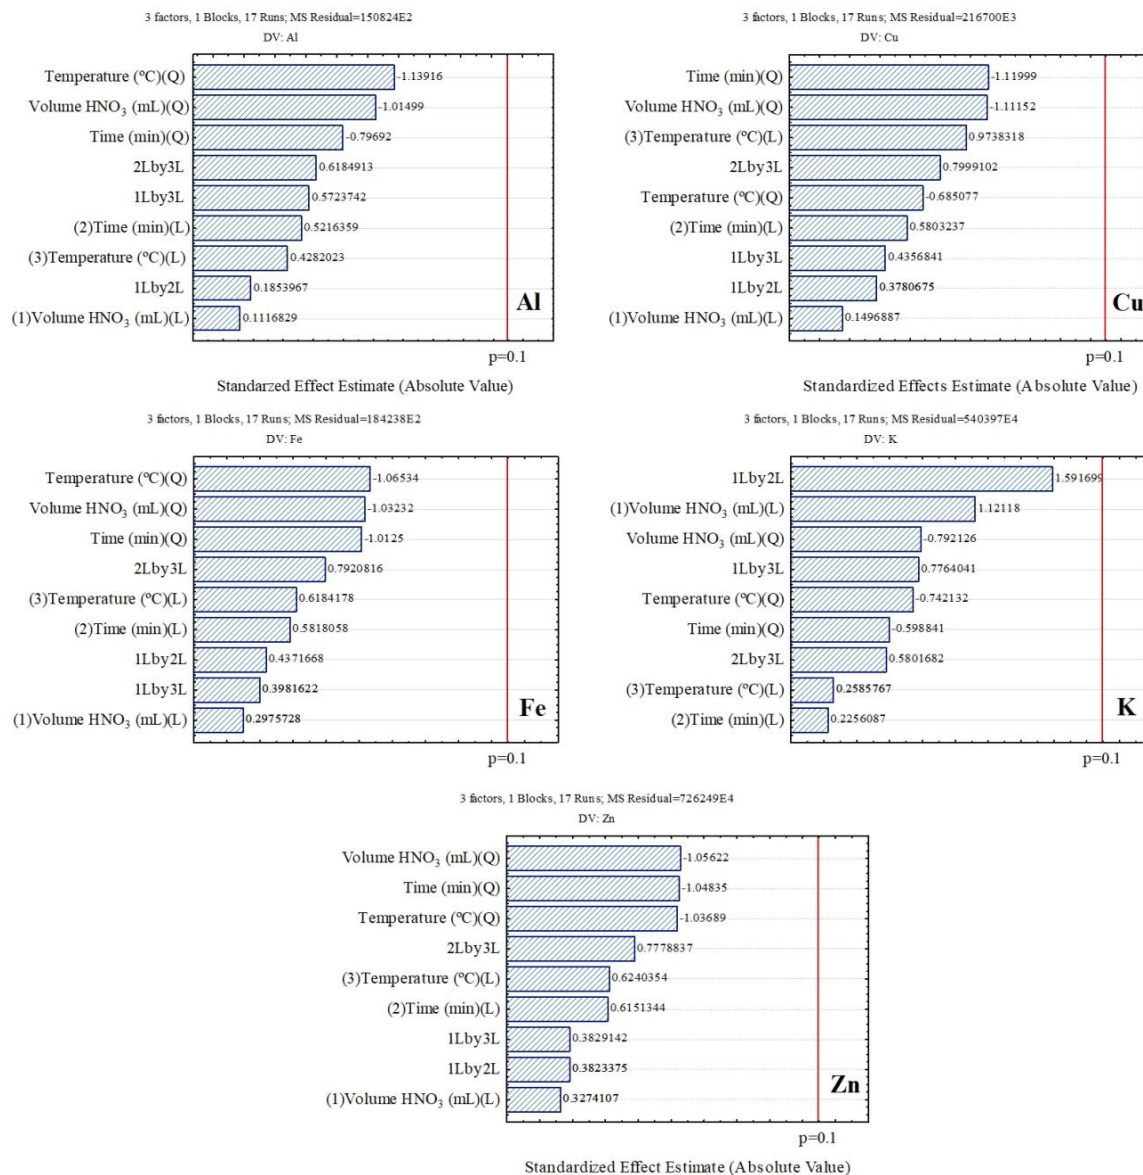 3 factors, 1 Blocks, 17 Runs; MS Residual=150824E2
DV: Al
Temperature (ºC)(Q)
-1.13916
Volume HNO3 (mL)(Q)
-1.01499
Time (min)(Q)
-0.79692
2Lby3L
0.6184913
1Lby3L
0.5723742
(2)Time (min)(L)
0.5216359
(3)Temperature (ºC)(L)
0.4282023
1Lby2L
0.1853967
(1)Volume HNO3 (mL)(L)
0.1116829
Al
p=0.1
Standarzed Effect Estimate (Absolute Value)
3 factors, 1 Blocks, 17 Runs; MS Residual=216700E3
DV: Cu
Time (min)(Q)
-1.11999
Volume HNO3 (mL)(Q)
-1.11152
(3)Temperature (ºC)(L)
0.9738318
2Lby3L
0.7999102
Temperature (ºC)(Q)
-0.685077
(2)Time (min)(L)
0.5803237
1Lby3L
0.4356841
1Lby2L
0.3780675
(1)Volume HNO3 (mL)(L)
0.1496887
Cu
p=0.1
Standardized Effects Estimate (Absolute Value)
3 factors, 1 Blocks, 17 Runs; MS Residual=184238E2
DV: Fe
Temperature (ºC)(Q)
-1.06534
Volume HNO3 (mL)(Q)
-1.03232
Time (min)(Q)
-1.0125
2Lby3L
0.7920816
(3)Temperature (ºC)(L)
0.6184178
(2)Time (min)(L)
0.5818058
1Lby2L
0.4371668
1Lby3L
0.3981622
(1)Volume HNO3 (mL)(L)
0.2975728
Fe
p=0.1
3 factors, 1 Blocks, 17 Runs; MS Residual=540397E4
DV: K
1Lby2L
1.591699
(1)Volume HNO3 (mL)(L)
1.12118
Volume HNO3 (mL)(Q)
-0.792126
1Lby3L
0.7764041
Temperature (ºC)(Q)
-0.742132
Time (min)(Q)
-0.598841
2Lby3L
0.5801682
(3)Temperature (ºC)(L)
0.2585767
(2)Time (min)(L)
0.2256087
K
p=0.1
3 factors, 1 Blocks, 17 Runs; MS Residual=726249E4
DV: Zn
Volume HNO3 (mL)(Q)
-1.05622
Time (min)(Q)
-1.04835
Temperature (ºC)(Q)
-1.03689
2Lby3L
0.7778837
(3)Temperature (ºC)(L)
0.6240354
(2)Time (min)(L)
0.6151344
1Lby3L
0.3829142
1Lby2L
0.3823375
(1)Volume HNO3 (mL)(L)
0.3274107
Zn
p=0.1
Standardized Effect Estimate (Absolute Value)